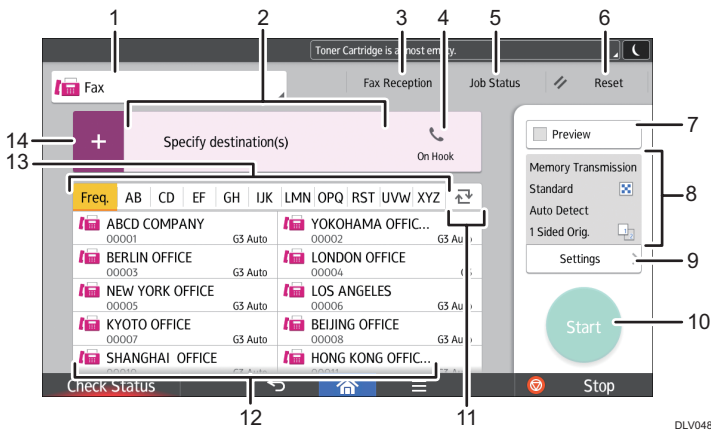 1 2 3 4 5 6
Toner Cartridge is almost empty.
Fax
Fax Reception
Job Status
Reset
7
14
+
Specify destination(s)
On Hook
Preview
13
Memory Transmission
Standard
8
Auto Detect
1 Sided Orig.
Freq. AB CD EF GH IJK LMN OPQ RST UVW XYZ
ABCD COMPANY
00001 G3 Auto
YOKOHAMA OFFIC...
00002 G3 Auto
BERLIN OFFICE
00003 G3 Auto
LONDON OFFICE
00004
Settings
9
NEW YORK OFFICE
00005 G3 Auto
LOS ANGELES
00006 G3 Auto
KYOTO OFFICE
00007 G3 Auto
BEIJING OFFICE
00008 G3 Auto
Start
10
SHANGHAI OFFICE
HONG KONG OFFIC...
Check Status
Stop
12
11
DLV048